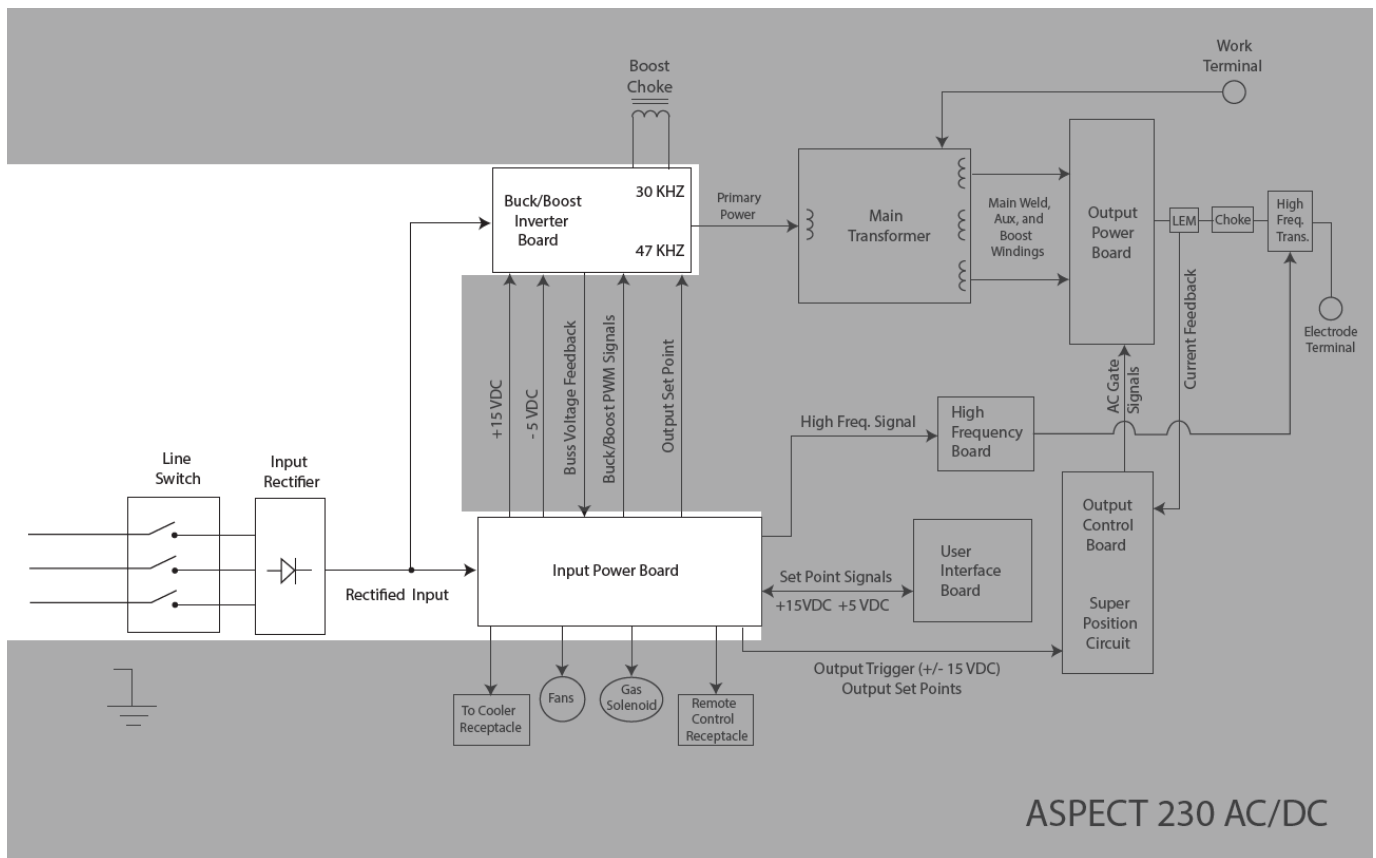 Work
Terminal
Boost
Choke
Buck/Boost
Inverter
Board
30 KHZ
47 KHZ
Primary
Power
Main
Transformer
Main Weld,
Aux, and
Boost
Windings
Output
Power
Board
LEM
Choke
High
Freq.
Trans.
Electrode
Terminal
+15 VDC
- 5 VDC
Buss Voltage Feedback
Buck/Boost PWM Signals
Output Set Point
AC Gate
Signals
Current Feedback
High Freq. Signal
High
Frequency
Board
Line
Switch
Input
Rectifier
Rectified Input
Input Power Board
Set Point Signals
+15VDC +5 VDC
User
Interface
Board
Output
Control
Board
Super
Position
Circuit
Output Trigger (+/- 15 VDC)
Output Set Points
To Cooler
Receptacle
Fans
Gas
Solenoid
Remote
Control
Receptacle
ASPECT 230 AC/DC